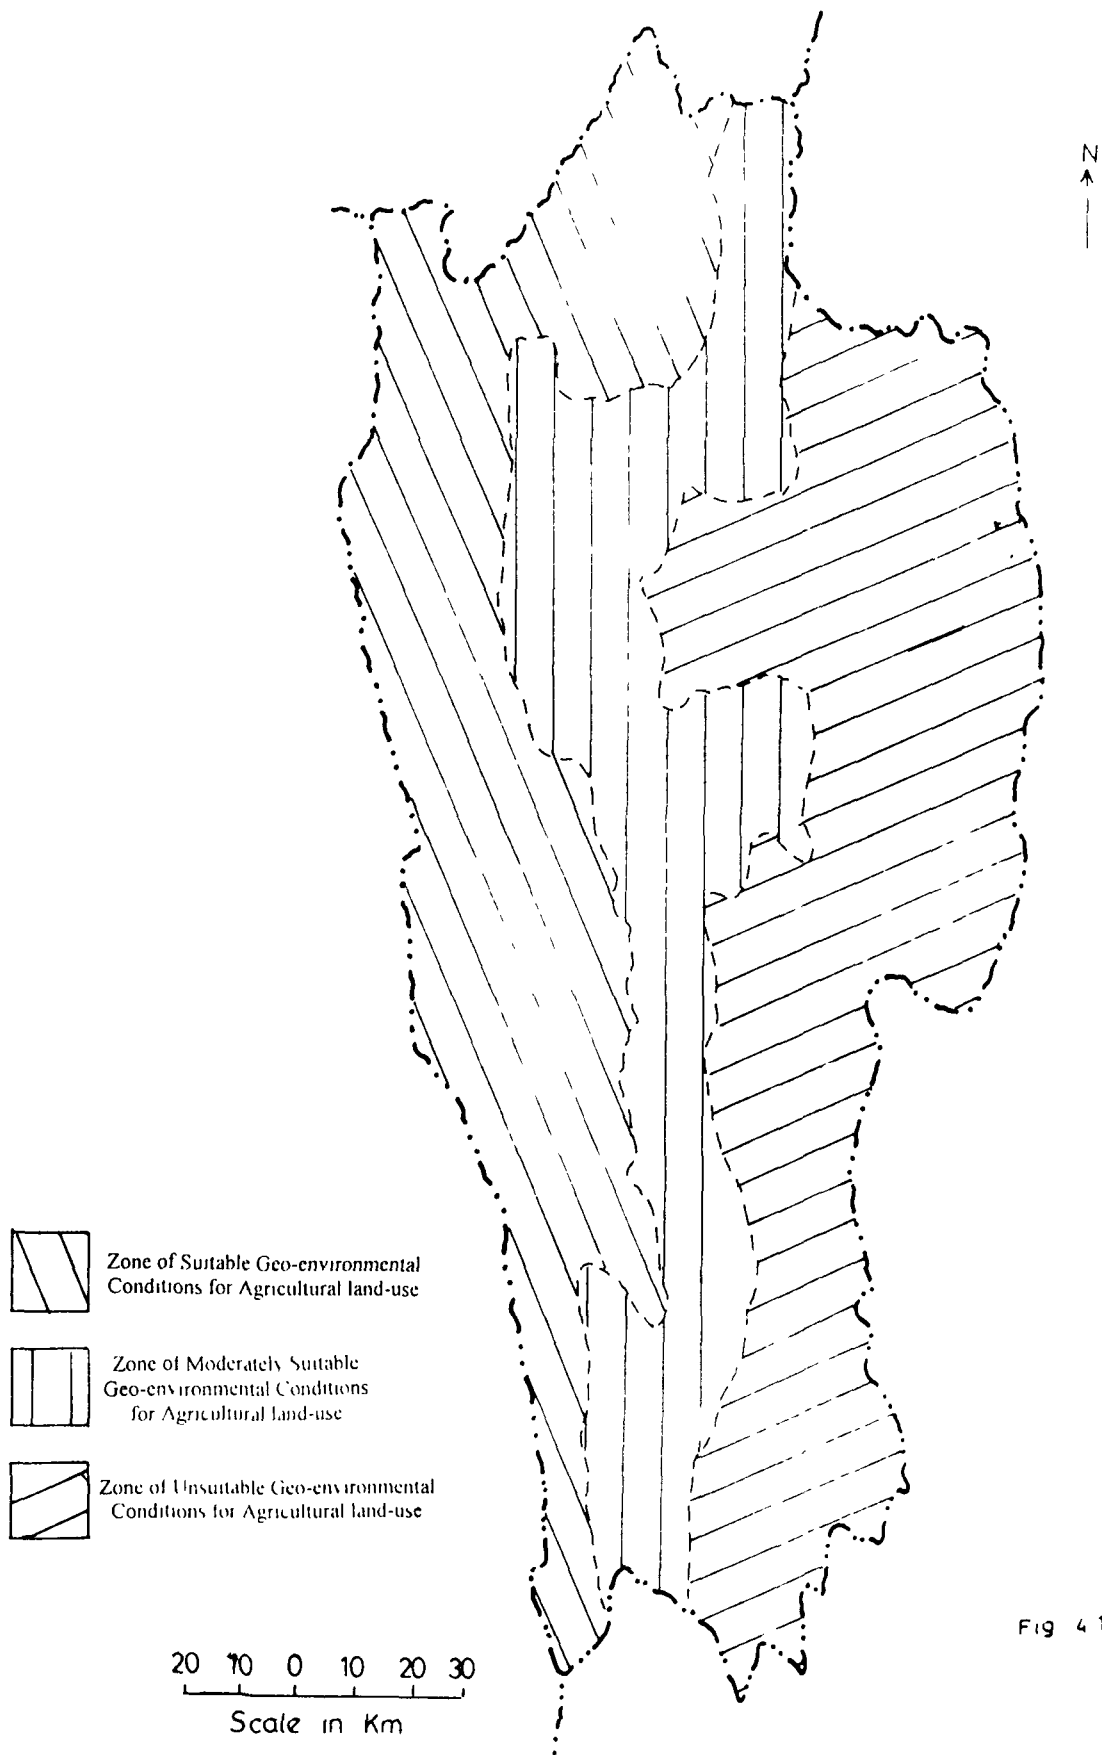 N
Zone of Suitable Geo-environmental
Conditions for Agricultural land-use
Zone of Moderately Suitable
Geo-environmental Conditions
for Agricultural land-use
Zone of Unsuitable Geo-environmental
Conditions for Agricultural land-use
20 10 0 10 20 30
Scale in Km
Fig 4 1